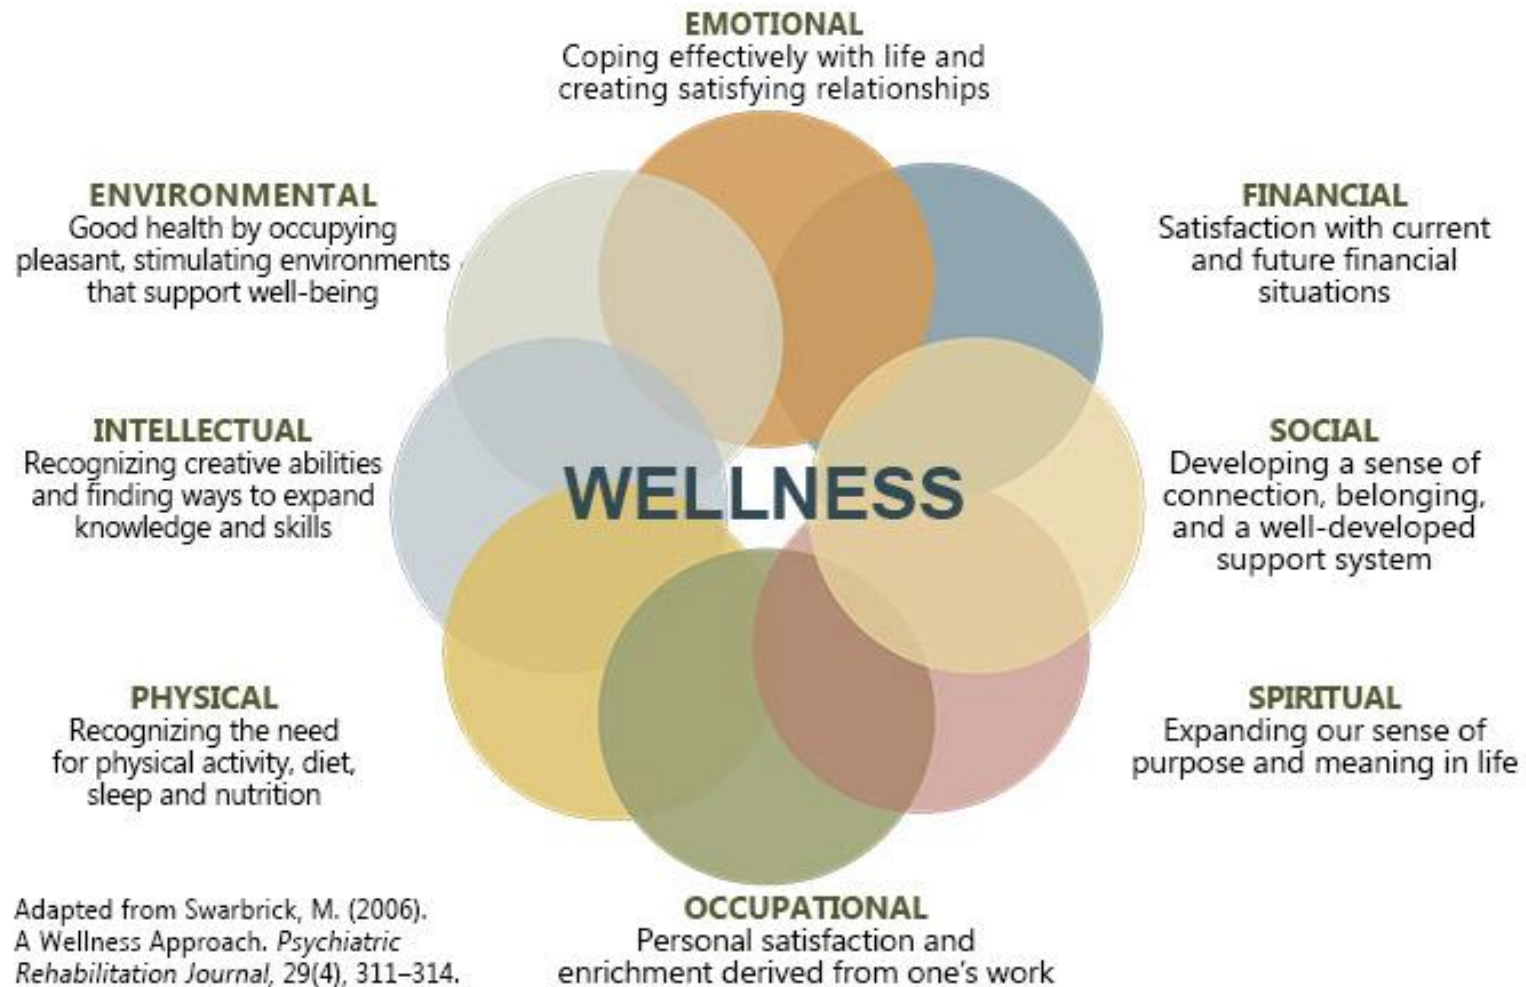 EMOTIONAL
Coping effectively with life and
creating satisfying relationships
ENVIRONMENTAL
Good health by occupying
pleasant, stimulating environments
that support well-being
FINANCIAL
Satisfaction with current
and future financial
situations
INTELLECTUAL
Recognizing creative abilities
and finding ways to expand
knowledge and skills
WELLNESS
SOCIAL
Developing a sense of
connection, belonging,
and a well-developed
support system
PHYSICAL
Recognizing the need
for physical activity, diet,
sleep and nutrition
SPIRITUAL
Expanding our sense of
purpose and meaning in life
OCCUPATIONAL
Personal satisfaction and
enrichment derived from one's work
Adapted from Swarbrick, M. (2006).
A Wellness Approach. Psychiatric
Rehabilitation Journal, 29(4), 311–314.